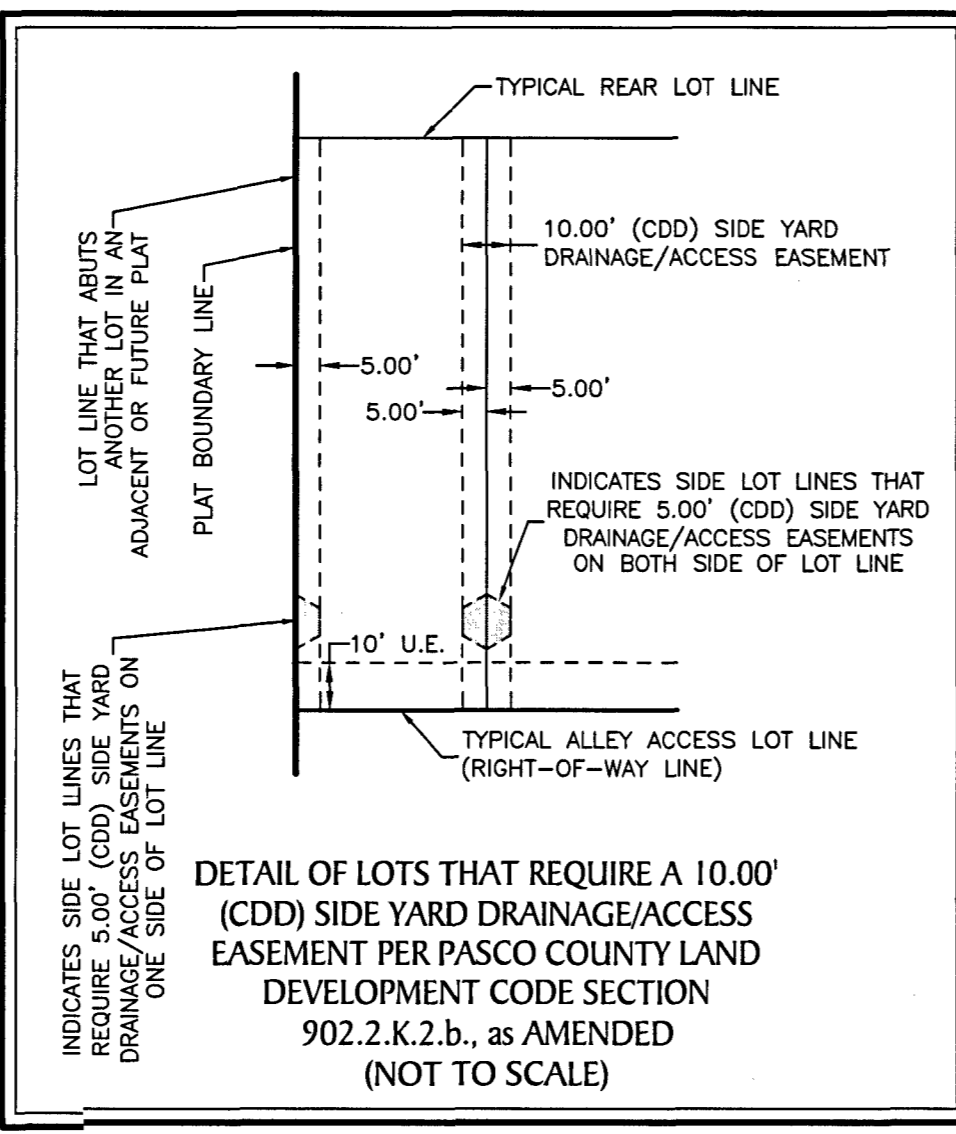 TYPICAL REAR LOT LINE
LOT LINE THAT ABUTS
ANOTHER LOT IN AN
ADJACENT OR FUTURE PLAT
PLAT BOUNDARY LINE
10.00' (CDD) SIDE YARD
DRAINAGE/ACCESS EASEMENT
5.00'
5.00'
5.00'
INDICATES SIDE LOT LINES THAT
REQUIRE 5.00' (CDD) SIDE YARD
DRAINAGE/ACCESS EASEMENTS
ON BOTH SIDE OF LOT LINE
10' U.E.
INDICATES SIDE LOT LINES THAT
REQUIRE 5.00' (CDD) SIDE YARD
DRAINAGE/ACCESS EASEMENTS ON
ONE SIDE OF LOT LINE
TYPICAL ALLEY ACCESS LOT LINE
(RIGHT-OF-WAY LINE)
DETAIL OF LOTS THAT REQUIRE A 10.00'
(CDD) SIDE YARD DRAINAGE/ACCESS
EASEMENT PER PASCO COUNTY LAND
DEVELOPMENT CODE SECTION
902.2.K.2.b., as AMENDED
(NOT TO SCALE)